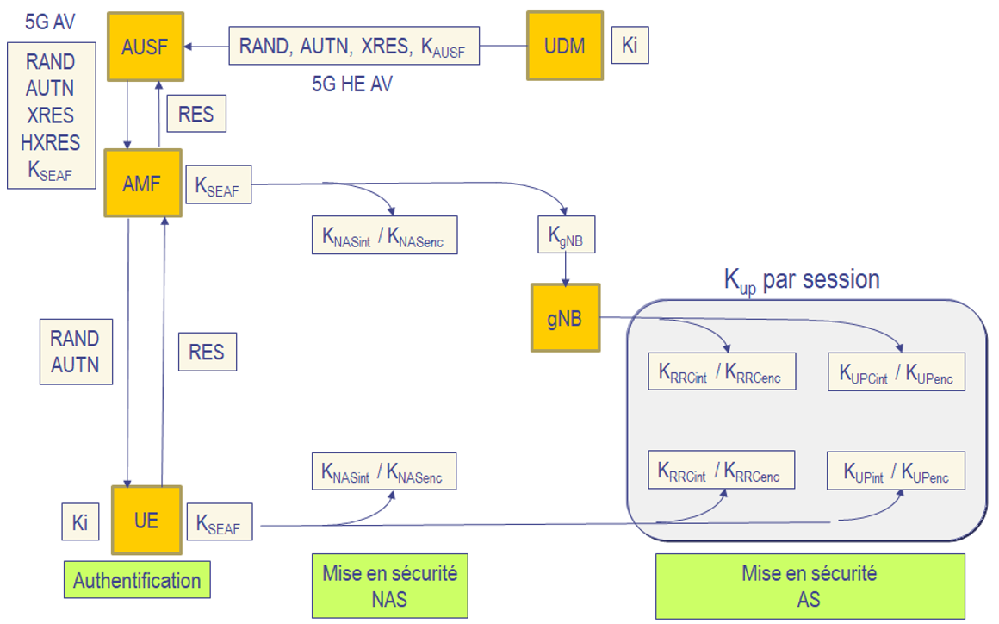 5G AV
AUSF
RAND, AUTN, XRES, KAUSF
UDM
Ki
5G HE AV
RAND
AUTN
XRES
HXRES
KSEAF
RES
AMF
KSEAF
KNASint / KNASenc
KgNB
gNB
Kup par session
RAND
AUTN
RES
KRRCint / KRRCenc
KUPCint / KUPenc
KNASint / KNASenc
KRRCint / KRRCenc
KUPint / KUPenc
Ki
UE
KSEAF
Authentification
Mise en sécurité
NAS
Mise en sécurité
AS